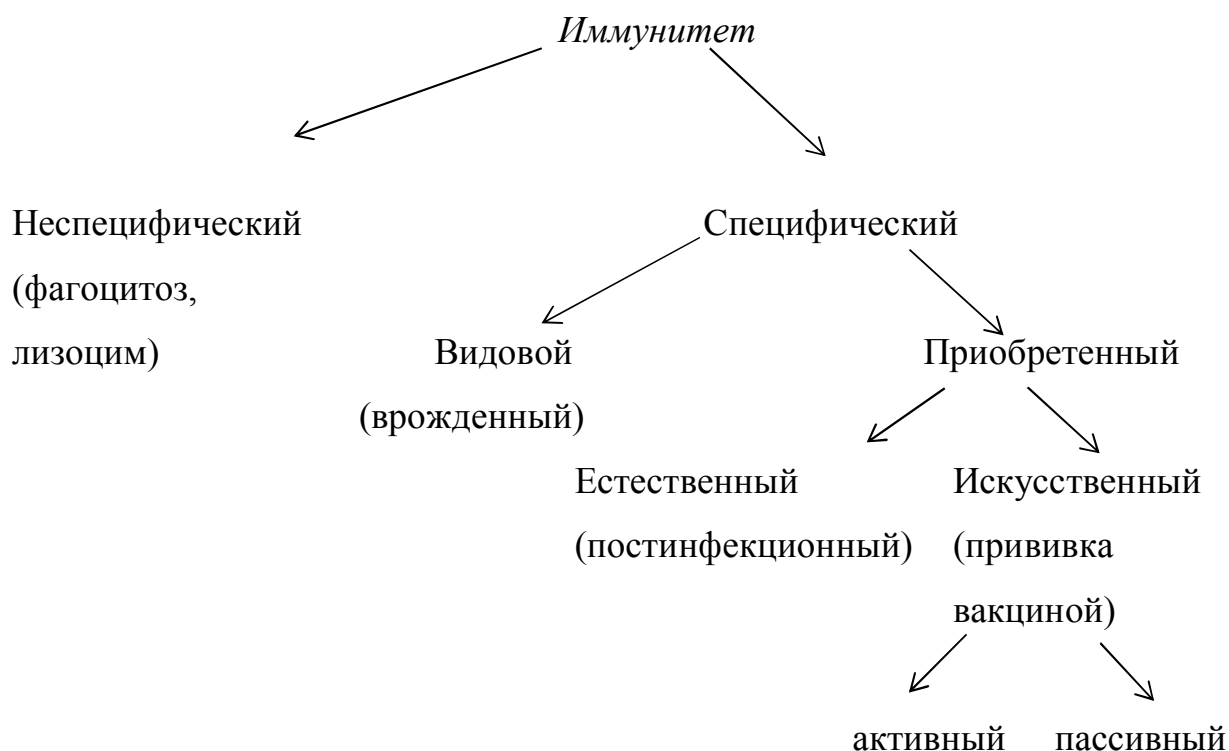 Иммунитет
Неспецифический
(фагоцитоз,
лизоцим)
Специфический
Видовой
(врожденный)
Приобретенный
Естественный
(постинфекционный)
Искусственный
(прививка
вакциной)
активный
пассивный